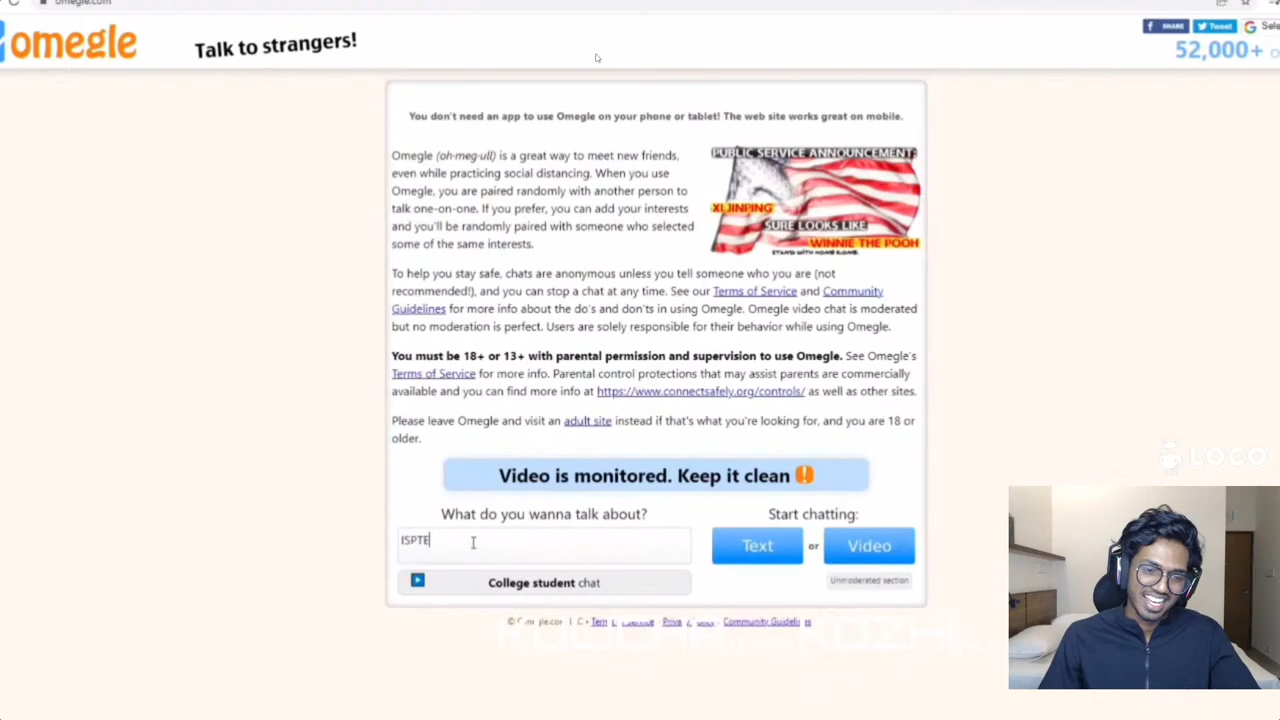 omegle.com
omegle
Talk to strangers!
SHARE
Tweet
52,000+
You don't need an app to use Omegle on your phone or tablet! The web site works great on mobile.
Omegle (oh·meg·ull) is a great way to meet new friends,
even while practicing social distancing. When you use
Omegle, you are paired randomly with another person to
talk one-on-one. If you prefer, you can add your interests
and you'll be randomly paired with someone who selected
some of the same interests.
PUBLIC SERVICE ANNOUNCEMENT:
XI JINPING
SURE LOOKS LIKE
WINNIE THE POOH
To help you stay safe, chats are anonymous unless you tell someone who you are (not
recommended!), and you can stop a chat at any time. See our Terms of Service and Community
Guidelines for more info about the do's and don'ts in using Omegle. Omegle video chat is moderated
but no moderation is perfect. Users are solely responsible for their behavior while using Omegle.
You must be 18+ or 13+ with parental permission and supervision to use Omegle. See Omegle's
Terms of Service for more info. Parental control protections that may assist parents are commercially
available and you can find more info at https://www.connectsafely.org/controls/ as well as other sites.
Please leave Omegle and visit an adult site instead if that's what you're looking for, and you are 18 or
older.
Video is monitored. Keep it clean !
What do you wanna talk about?
Start chatting:
ISPTE
Text or Video
College student chat
Unmoderated section
LOCO
Community Guidelines